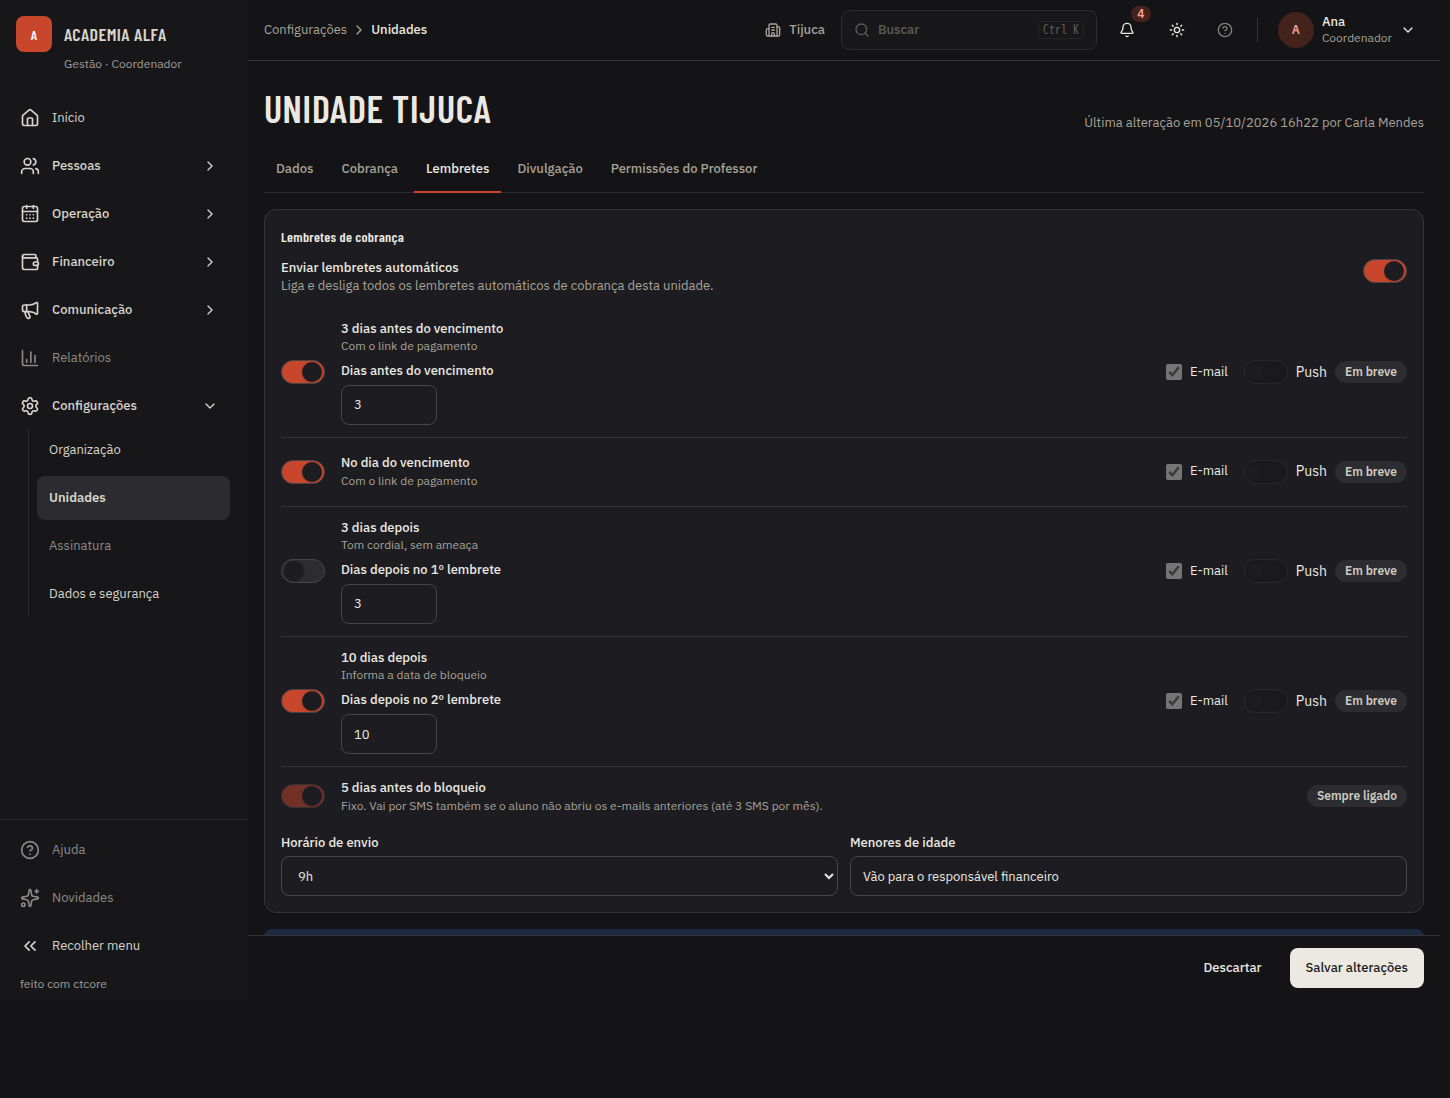 A
ACADEMIA ALFA
Gestão · Coordenador
Início
Pessoas
Operação
Financeiro
Comunicação
Relatórios
Configurações
Organização
Unidades
Assinatura
Dados e segurança
Ajuda
Novidades
Recolher menu
feito com ctcore
Configurações > Unidades
Tijuca
Buscar
Ctrl K
4
A
Ana
Coordenador
UNIDADE TIJUCA
Última alteração em 05/10/2026 16h22 por Carla Mendes
Dados
Cobrança
Lembretes
Divulgação
Permissões do Professor
Lembretes de cobrança
Enviar lembretes automáticos
Liga e desliga todos os lembretes automáticos de cobrança desta unidade.
3 dias antes do vencimento
Com o link de pagamento
Dias antes do vencimento
3
E-mail
Push
Em breve
No dia do vencimento
Com o link de pagamento
E-mail
Push
Em breve
3 dias depois
Tom cordial, sem ameaça
Dias depois no 1º lembrete
3
E-mail
Push
Em breve
10 dias depois
Informa a data de bloqueio
Dias depois no 2º lembrete
10
E-mail
Push
Em breve
5 dias antes do bloqueio
Fixo. Vai por SMS também se o aluno não abriu os e-mails anteriores (até 3 SMS por mês).
Sempre ligado
Horário de envio
9h
Menores de idade
Vão para o responsável financeiro
Descartar
Salvar alterações